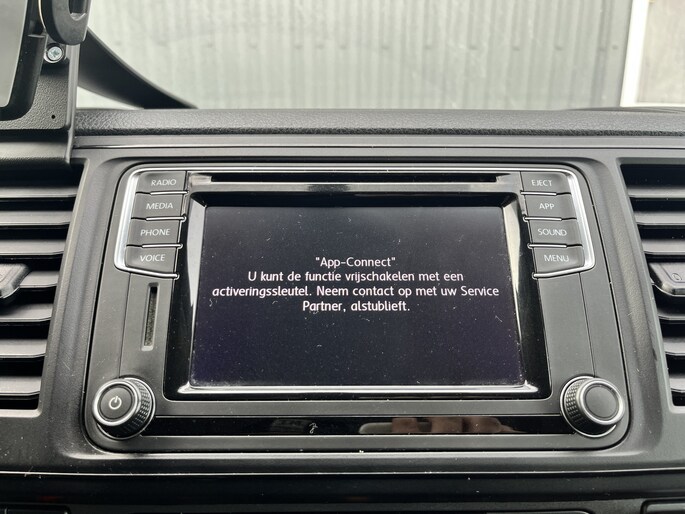 RADIO
MEDIA
PHONE
VOICE
"App-Connect"
U kunt de functie vrijschakelen met een
activeringssleutel. Neem contact op met uw Service
Partner, alstublieft.
EJECT
APP
SOUND
MENU